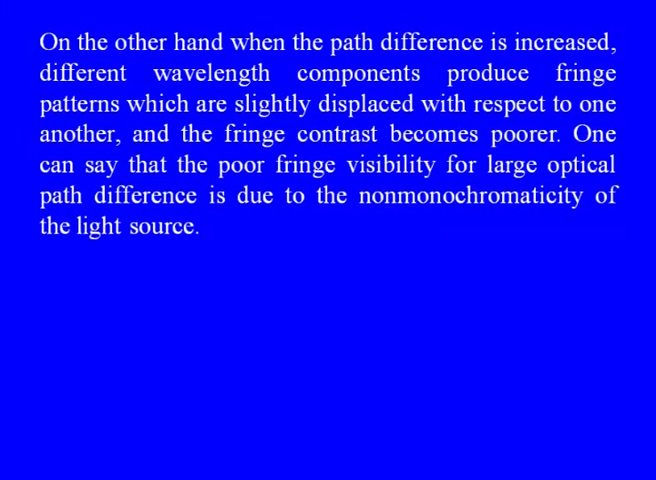 On the other hand when the path difference is increased,
different wavelength components produce fringe
patterns which are slightly displaced with respect to one
another, and the fringe contrast becomes poorer. One
can say that the poor fringe visibility for large optical
path difference is due to the nonmonochromaticity of
the light source.